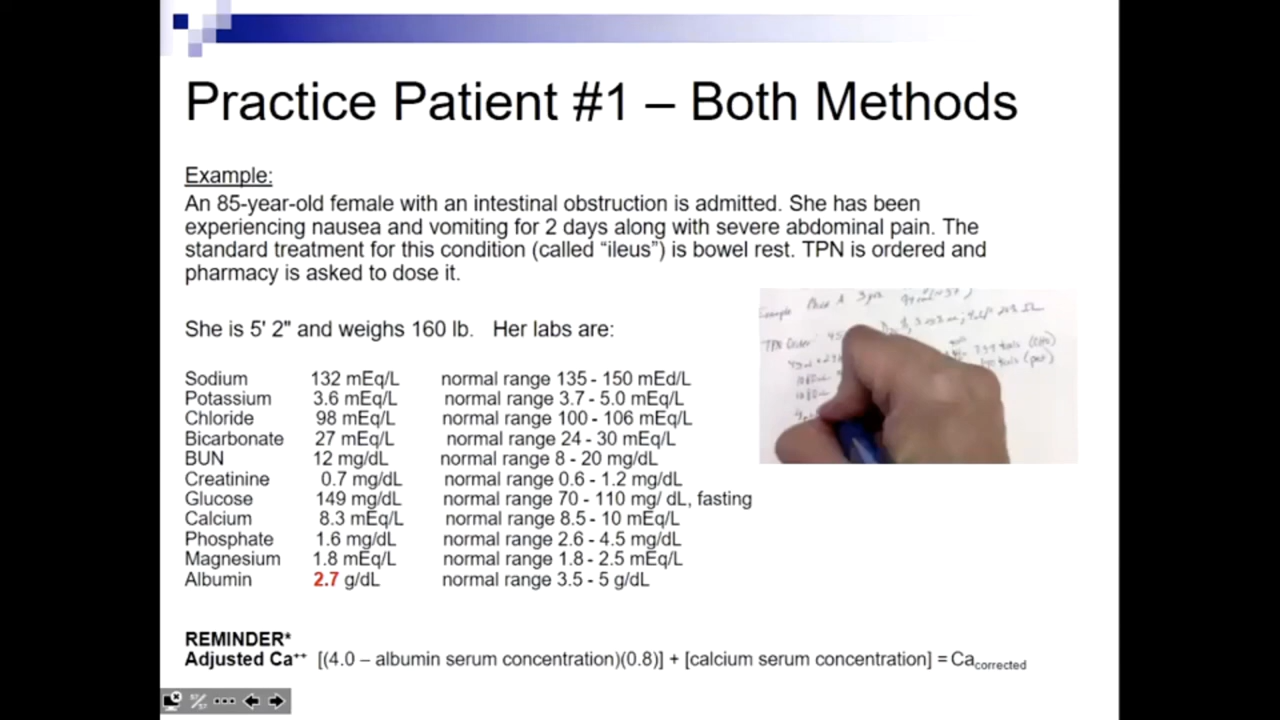 Practice Patient #1 – Both Methods
Example:
An 85-year-old female with an intestinal obstruction is admitted. She has been
experiencing nausea and vomiting for 2 days along with severe abdominal pain. The
standard treatment for this condition (called “ileus”) is bowel rest. TPN is ordered and
pharmacy is asked to dose it.
She is 5' 2" and weighs 160 lb. Her labs are:
Sodium 132 mEq/L normal range 135 - 150 mEd/L
Potassium 3.6 mEq/L normal range 3.7 - 5.0 mEq/L
Chloride 98 mEq/L normal range 100 - 106 mEq/L
Bicarbonate 27 mEq/L normal range 24 - 30 mEq/L
BUN 12 mg/dL normal range 8 - 20 mg/dL
Creatinine 0.7 mg/dL normal range 0.6 - 1.2 mg/dL
Glucose 149 mg/dL normal range 70 - 110 mg/ dL, fasting
Calcium 8.3 mEq/L normal range 8.5 - 10 mEq/L
Phosphate 1.6 mg/dL normal range 2.6 - 4.5 mg/dL
Magnesium 1.8 mEq/L normal range 1.8 - 2.5 mEq/L
Albumin 2.7 g/dL normal range 3.5 - 5 g/dL
Example
TPN Order
REMINDER*
Adjusted Ca⁺⁺ [(4.0 – albumin serum concentration)(0.8)] + [calcium serum concentration] = Ca corrected